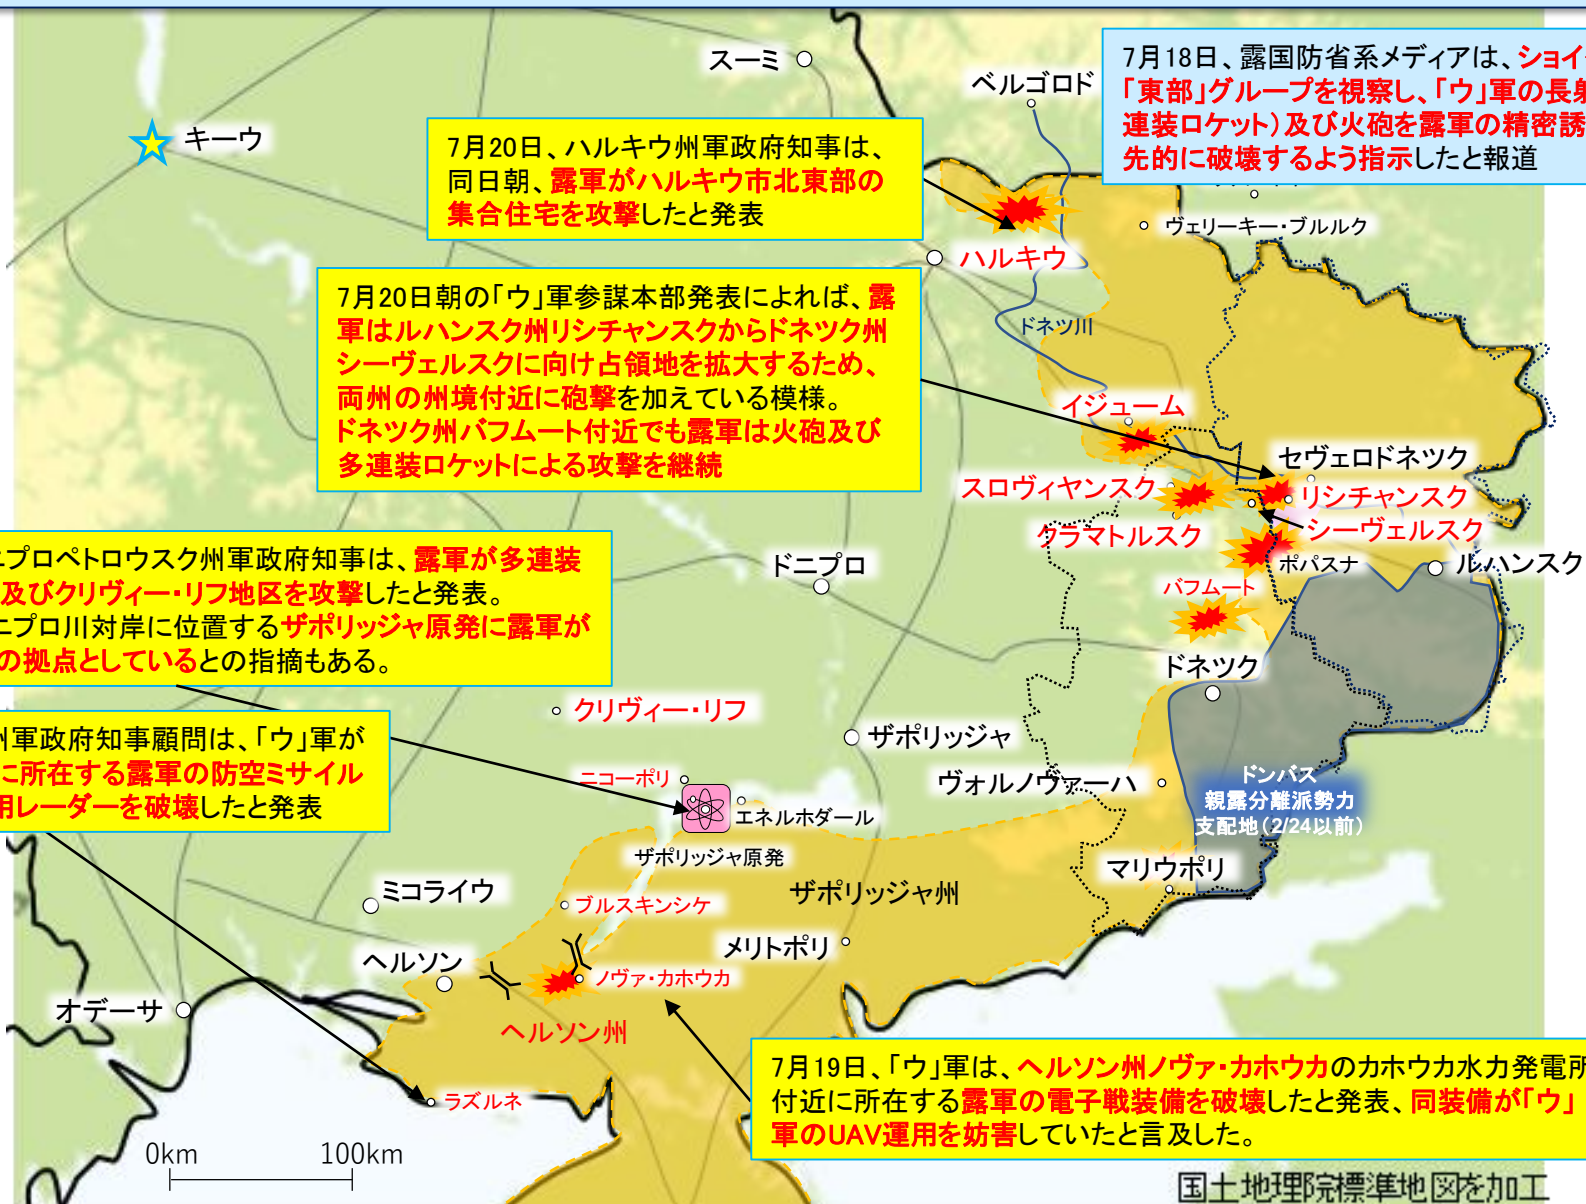 スーミ
ベルゴロド
7月18日、露国防省系メディアは、ショイ
「東部」グループを視察し、「ウ」軍の長射
連装ロケット）及び火砲を露軍の精密誘
先的に破壊するよう指示したと報道
キーウ
7月20日、ハルキウ州軍政府知事は、
同日朝、露軍がハルキウ市北東部の
集合住宅を攻撃したと発表
ヴェリーキー・ブルルク
ハルキウ
7月20日朝の「ウ」軍参謀本部発表によれば、露
軍はルハンスク州リシチャンスクからドネツク州
シーヴェルスクに向け占領地を拡大するため、
両州の州境付近に砲撃を加えている模様。
ドネツク州バフムート付近でも露軍は火砲及び
多連装ロケットによる攻撃を継続
ドネツ川
イジューム
セヴェロドネツク
スロヴィヤンスク
リシチャンスク
クラマトルスク
シーヴェルスク
ポパスナ
ルハンスク
ニプロペトロウスク州軍政府知事は、露軍が多連装
及びクリヴィー・リフ地区を攻撃したと発表。
ニプロ川対岸に位置するザポリッジャ原発に露軍が
の拠点としているとの指摘もある。
ドニプロ
バフムート
ドネツク
クリヴィー・リフ
州軍政府知事顧問は、「ウ」軍が
に所在する露軍の防空ミサイル
用レーダーを破壊したと発表
ザポリッジャ
ニコーポリ
ヴォルノヴァーハ
ドンバス
親露分離派勢力
支配地（2/24以前）
エネルホダール
ザポリッジャ原発
マリウポリ
ミコライウ
ブルスキンシケ
ザポリッジャ州
ヘルソン
メリトポリ
ノヴァ・カホウカ
オデーサ
ヘルソン州
7月19日、「ウ」軍は、ヘルソン州ノヴァ・カホウカのカホウカ水力発電所
付近に所在する露軍の電子戦装備を破壊したと発表、同装備が「ウ」
軍のUAV運用を妨害していたと言及した。
ラズルネ
0km 100km
国土地理院標準地図を加工